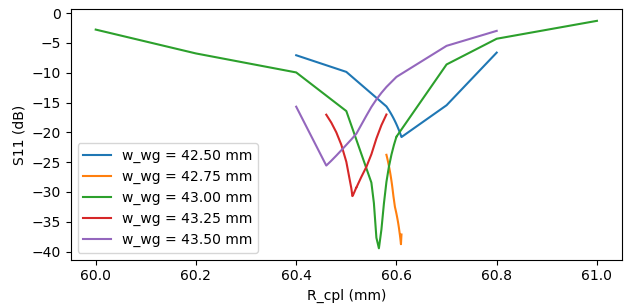 0
−5
−10
−15
−20
−25
−30
−35
−40
S11 (dB)
w_wg = 42.50 mm
w_wg = 42.75 mm
w_wg = 43.00 mm
w_wg = 43.25 mm
w_wg = 43.50 mm
60.0 60.2 60.4 60.6 60.8 61.0
R_cpl (mm)